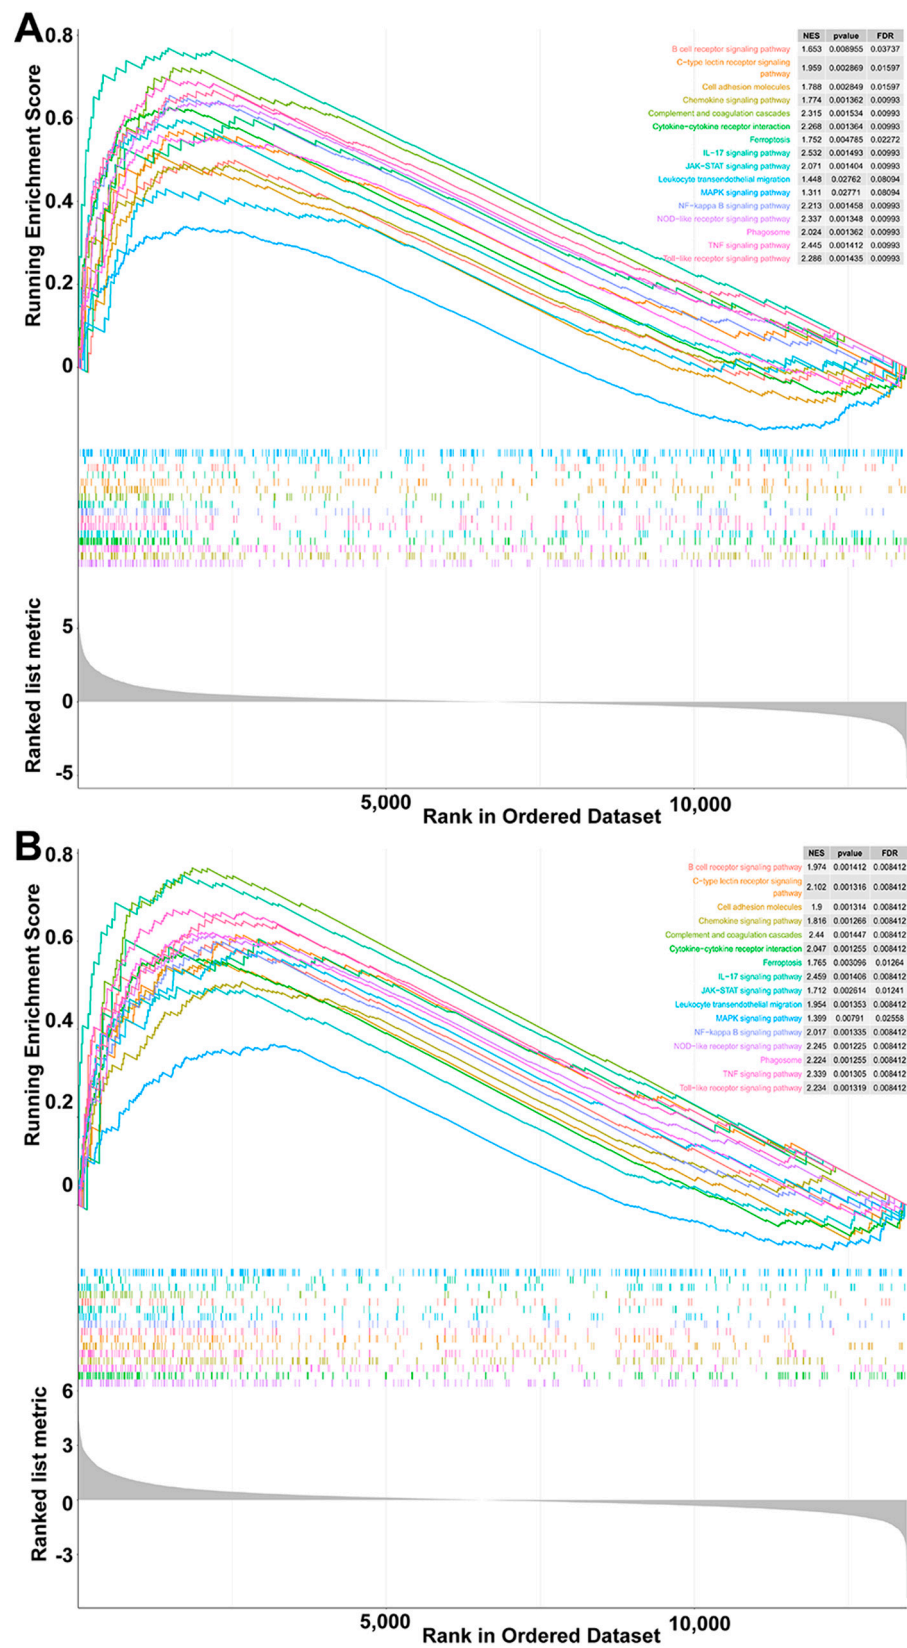 A
0.8
0.6
0.4
0.2
0
Running Enrichment Score
NES pvalue FDR
B cell receptor signaling pathway 1.653 0.008955 0.03737
C-type lectin receptor signaling
pathway 1.959 0.002869 0.01597
Cell adhesion molecules 1.788 0.002849 0.01597
Chemokine signaling pathway 1.774 0.001362 0.00993
Complement and coagulation cascades 2.315 0.001534 0.00993
Cytokine-cytokine receptor interaction 2.268 0.001364 0.00993
Ferroptosis 1.752 0.004785 0.02272
IL-17 signaling pathway 2.532 0.001493 0.00993
JAK-STAT signaling pathway 2.071 0.001404 0.00993
Leukocyte transendothelial migration 1.448 0.02762 0.08094
MAPK signaling pathway 1.311 0.02771 0.08094
NF-kappa B signaling pathway 2.213 0.001458 0.00993
NOD-like receptor signaling pathway 2.337 0.001348 0.00993
Phagosome 2.024 0.001362 0.00993
TNF signaling pathway 2.445 0.001412 0.00993
Toll-like receptor signaling pathway 2.286 0.001435 0.00993
5
0
-5
Ranked list metric
5,000 10,000
Rank in Ordered Dataset
B
0.8
0.6
0.4
0.2
0
Running Enrichment Score
NES pvalue FDR
B cell receptor signaling pathway 1.974 0.001412 0.008412
C-type lectin receptor signaling
pathway 2.102 0.001316 0.008412
Cell adhesion molecules 1.9 0.001314 0.008412
Chemokine signaling pathway 1.816 0.001266 0.008412
Complement and coagulation cascades 2.44 0.001447 0.008412
Cytokine-cytokine receptor interaction 2.047 0.001255 0.008412
Ferroptosis 1.765 0.003096 0.01264
IL-17 signaling pathway 2.459 0.001406 0.008412
JAK-STAT signaling pathway 1.712 0.002614 0.01241
Leukocyte transendothelial migration 1.954 0.001353 0.008412
MAPK signaling pathway 1.399 0.00791 0.02558
NF-kappa B signaling pathway 2.017 0.001335 0.008412
NOD-like receptor signaling pathway 2.245 0.001225 0.008412
Phagosome 2.224 0.001255 0.008412
TNF signaling pathway 2.339 0.001305 0.008412
Toll-like receptor signaling pathway 2.234 0.001319 0.008412
6
3
0
-3
Ranked list metric
5,000 10,000
Rank in Ordered Dataset